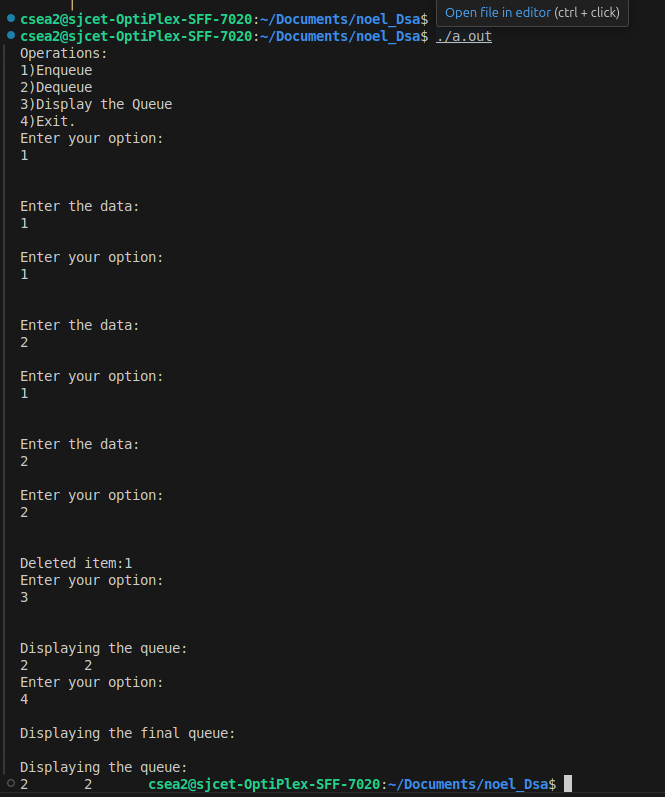 csea2@sjcet-OptiPlex-SFF-7020:~/Documents/noel_Dsa$
Open file in editor (ctrl + click)
csea2@sjcet-OptiPlex-SFF-7020:~/Documents/noel_Dsa$ ./a.out
Operations:
1)Enqueue
2)Dequeue
3)Display the Queue
4)Exit.
Enter your option:
1
Enter the data:
1
Enter your option:
1
Enter the data:
2
Enter your option:
1
Enter the data:
2
Enter your option:
2
Deleted item:1
Enter your option:
3
Displaying the queue:
2 2
Enter your option:
4
Displaying the final queue:
Displaying the queue:
2 2 csea2@sjcet-OptiPlex-SFF-7020:~/Documents/noel_Dsa$